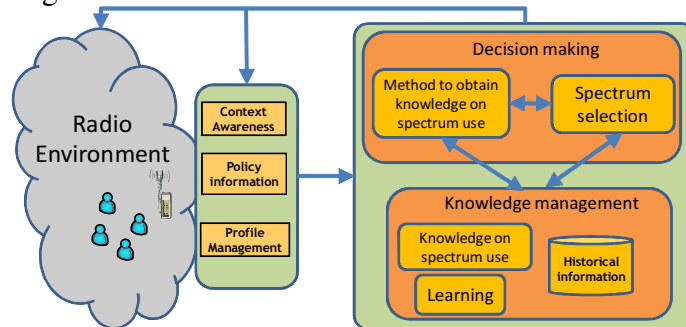 Radio
Environment
Context
Awareness
Policy
information
Profile
Management
Decision making
Method to obtain
knowledge on
spectrum use
Spectrum
selection
Knowledge management
Knowledge on
spectrum use
Learning
Historical
information